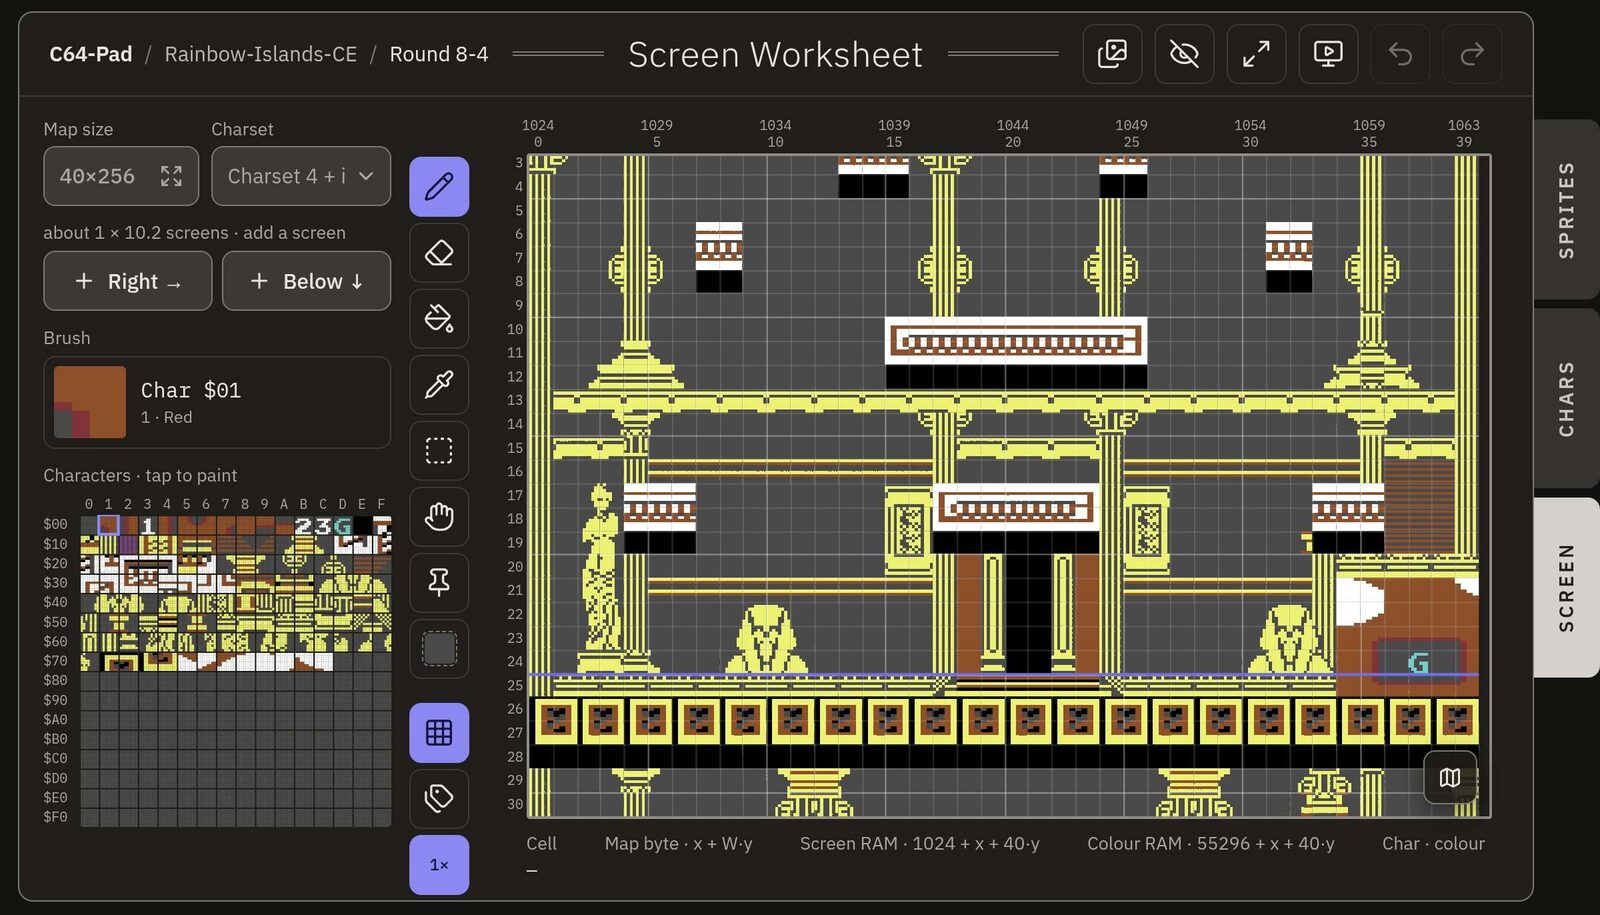 C64-Pad / Rainbow-Islands-CE / Round 8-4
Screen Worksheet
Map size
Charset
40×256
Charset 4 + i
about 1 × 10.2 screens · add a screen
+ Right →
+ Below ↓
Brush
Char $01
1 · Red
Characters · tap to paint
0 1 2 3 4 5 6 7 8 9 A B C D E F
$00
$10
$20
$30
$40
$50
$60
$70
$80
$90
$A0
$B0
$C0
$D0
$E0
$F0
1 2 3 G
1×
1024 1029 1034 1039 1044 1049 1054 1059 1063
0 5 10 15 20 25 30 35 39
3
4
5
6
7
8
9
10
11
12
13
14
15
16
17
18
19
20
21
22
23
24
25
26
27
28
29
30
G
Cell
Map byte · x + W·y
Screen RAM · 1024 + x + 40·y
Colour RAM · 55296 + x + 40·y
Char · colour
–
SPRITES
CHARS
SCREEN